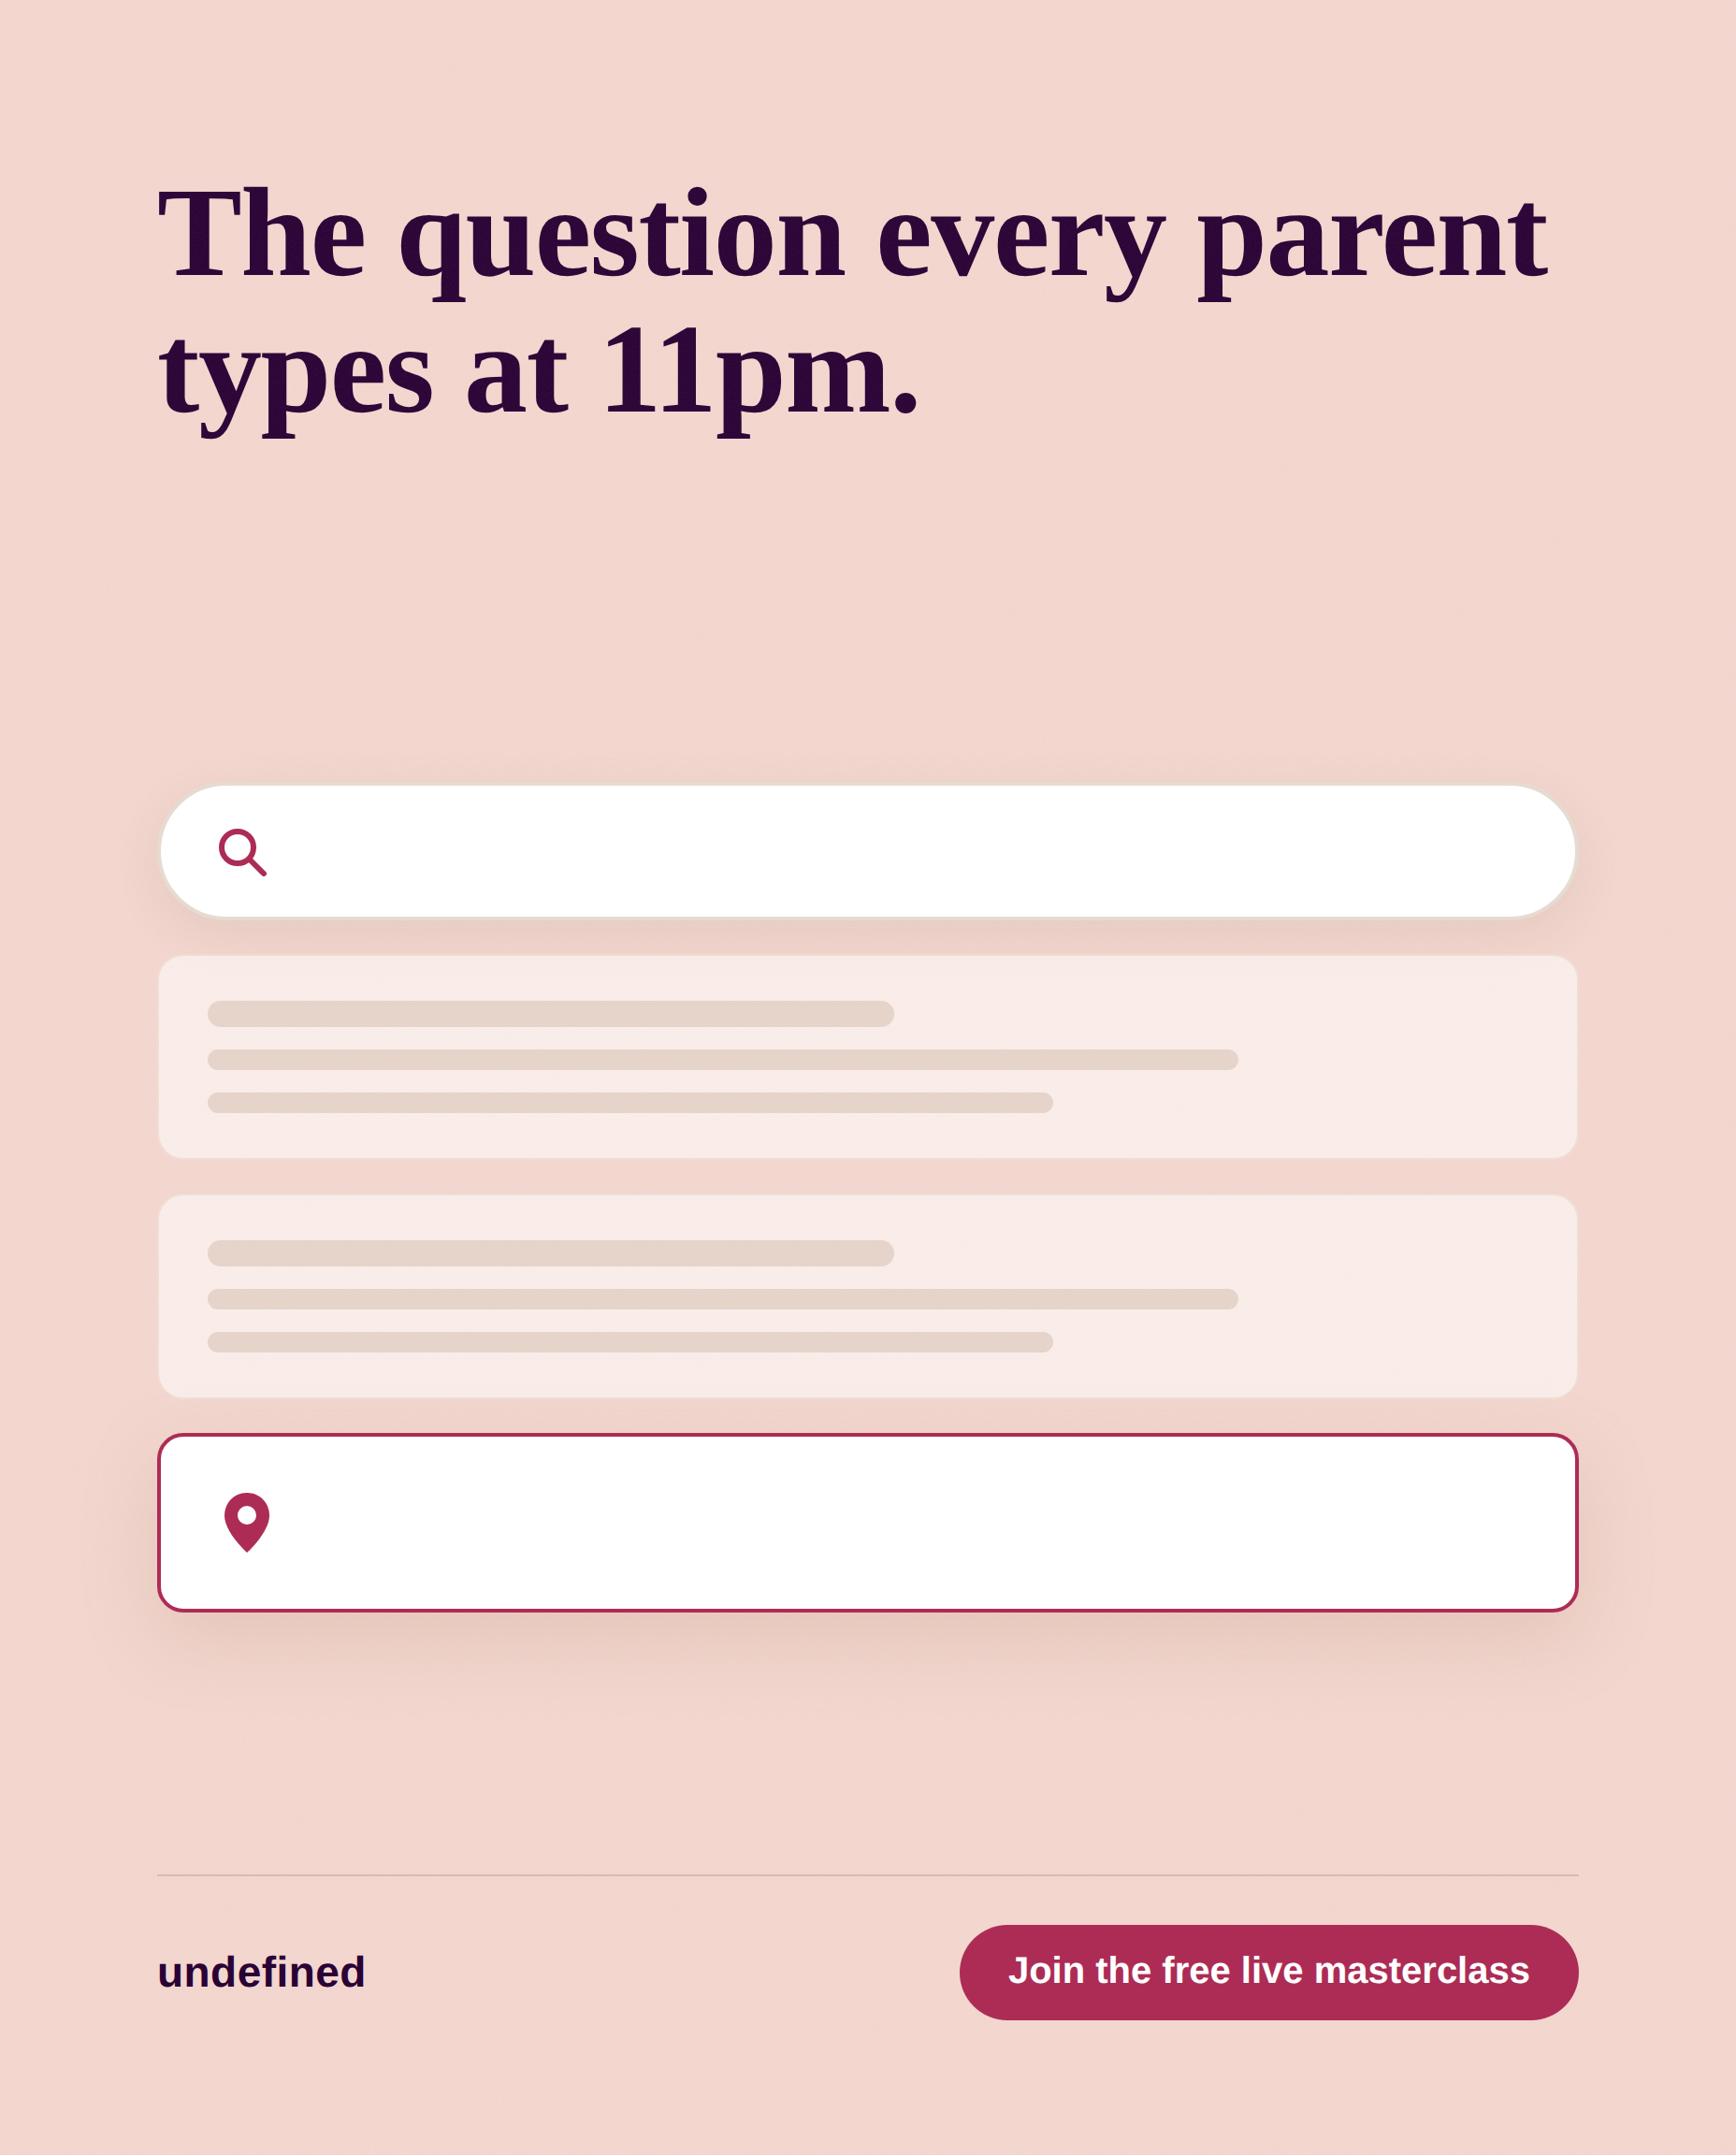 The question every parent
types at 11pm.
undefined
Join the free live masterclass